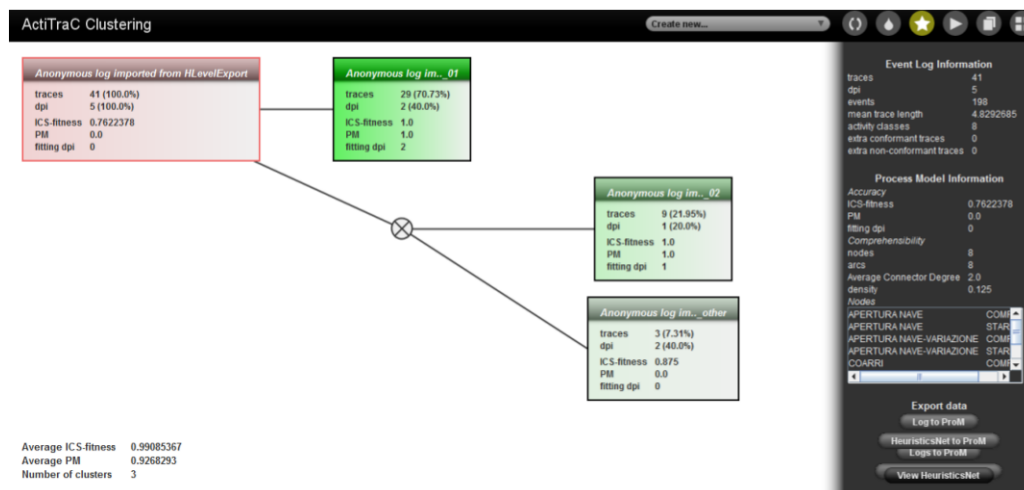 ActiTraC Clustering
Create new...
Anonymous log imported from HLevelExport
traces 41 (100.0%)
dpi 5 (100.0%)
ICS-fitness 0.7622378
PM 0.0
fitting dpi 0
Anonymous log im.._01
traces 29 (70.73%)
dpi 2 (40.0%)
ICS-fitness 1.0
PM 1.0
fitting dpi 2
Anonymous log im.._02
traces 9 (21.95%)
dpi 1 (20.0%)
ICS-fitness 1.0
PM 1.0
fitting dpi 1
Anonymous log im.._other
traces 3 (7.31%)
dpi 2 (40.0%)
ICS-fitness 0.875
PM 0.0
fitting dpi 0
Average ICS-fitness 0.99085367
Average PM 0.9268293
Number of clusters 3
Event Log Information
traces 41
dpi 5
events 198
mean trace length 4.8292685
activity classes 8
extra conformant traces 0
extra non-conformant traces 0
Process Model Information
Accuracy
ICS-fitness 0.7622378
PM 0.0
fitting dpi 0
Comprehensibility
nodes 8
arcs 8
Average Connector Degree 2.0
density 0.125
Nodes
APERTURA NAVE COMF
APERTURA NAVE STAR
APERTURA NAVE-VARIAZIONE COMF
APERTURA NAVE-VARIAZIONE STAR
COARRI COMF
Export data
Log to ProM
HeuristicsNet to ProM
Logs to ProM
View HeuristicsNet